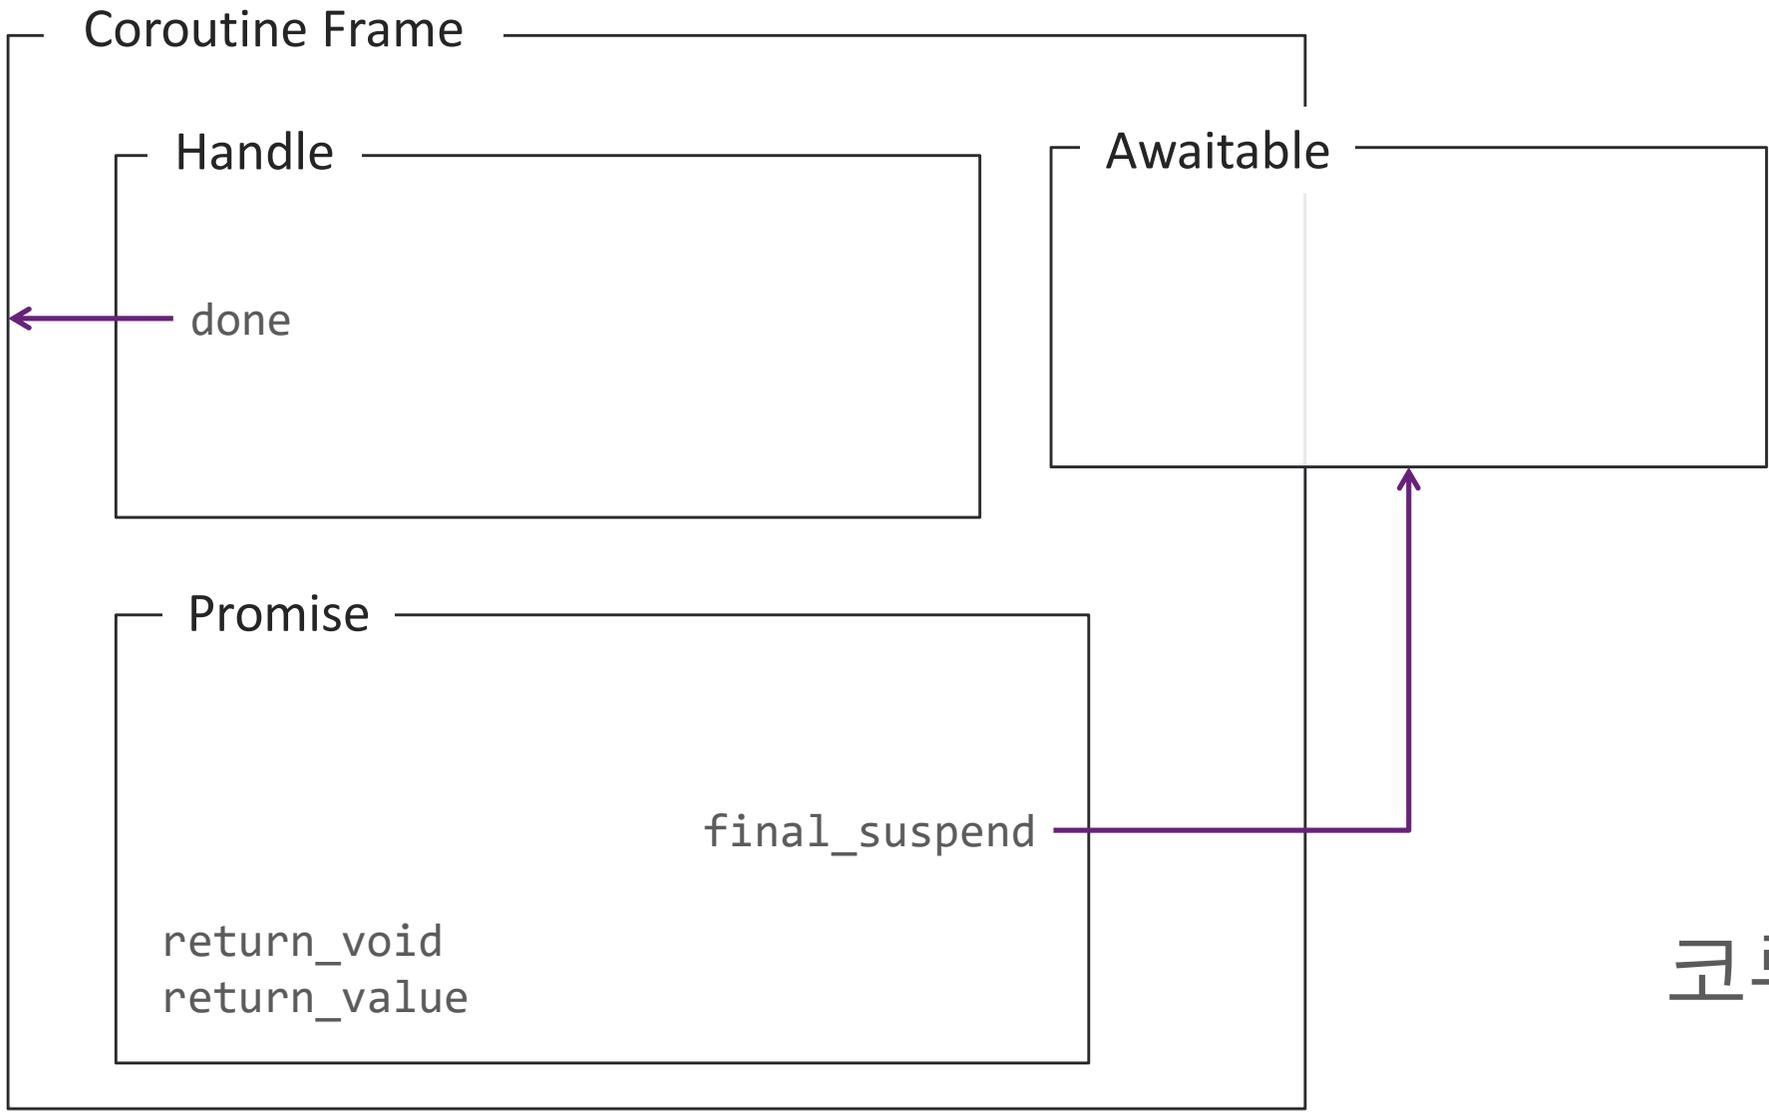 Coroutine Frame
Handle
Awaitable
done
Promise
final_suspend
return_void
return_value